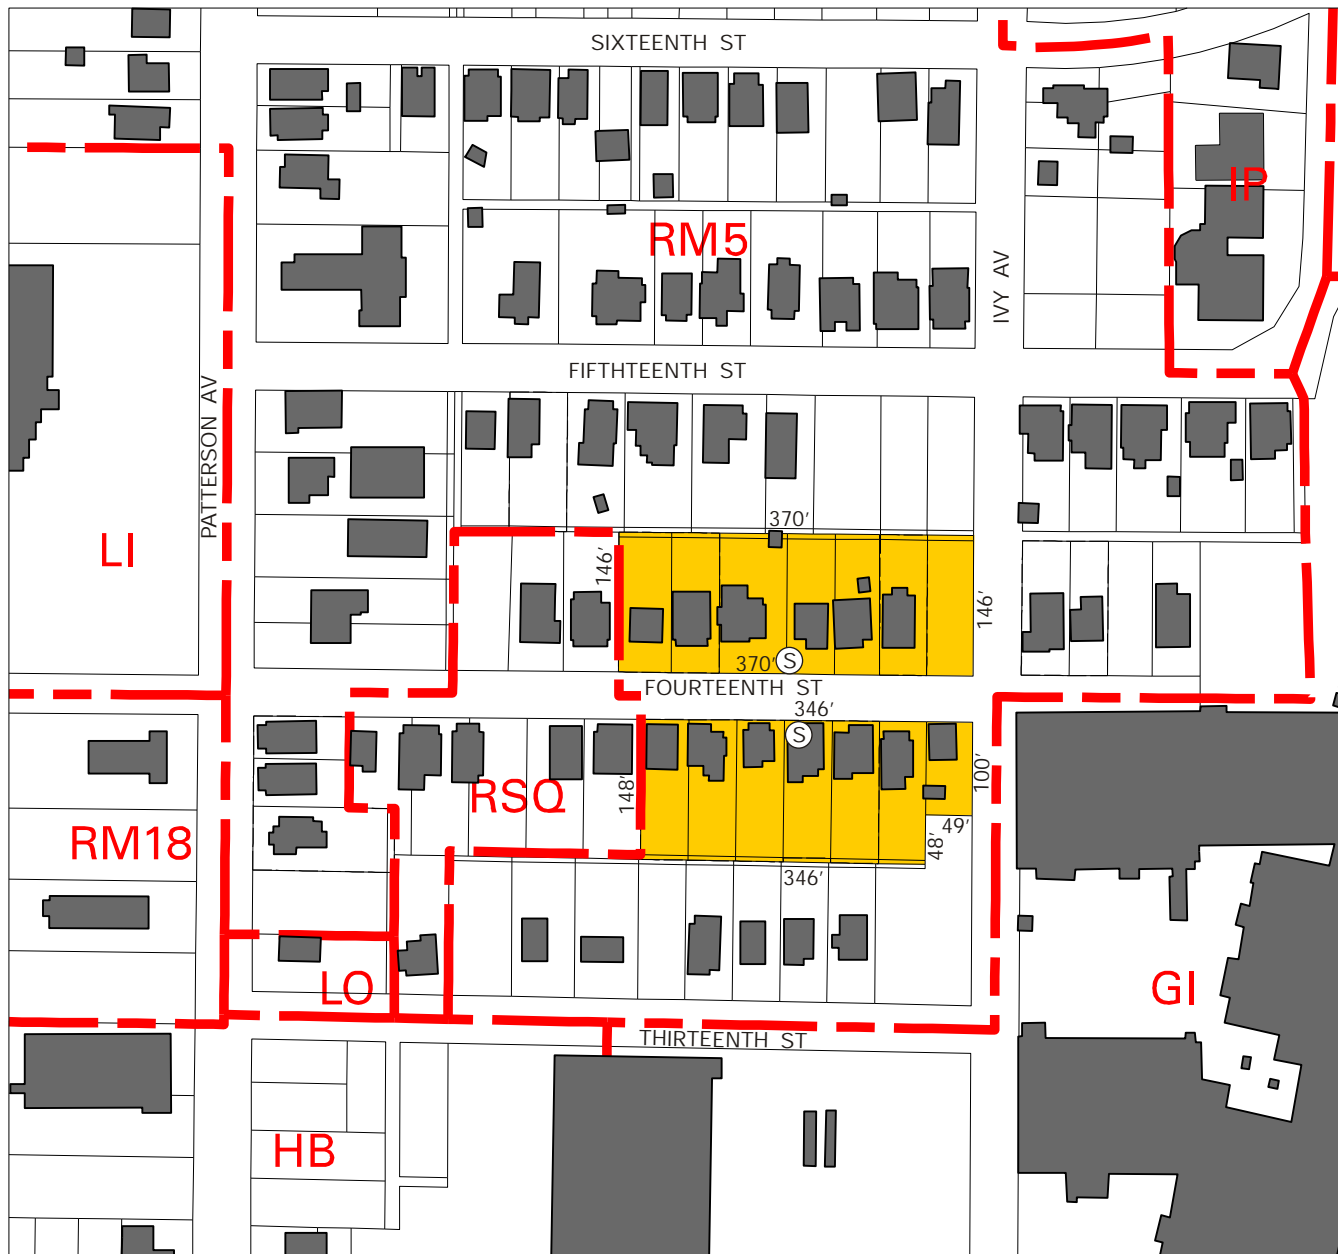 SIXTEENTH ST
IP
RM5
IVY AV
FIFTHTEENTH ST
PATTERSON AV
370'
LI
146'
146'
370' S
FOURTEENTH ST
346'
S
RSQ
148'
100'
RM18
49'
48'
346'
LO
GI
THIRTEENTH ST
HB